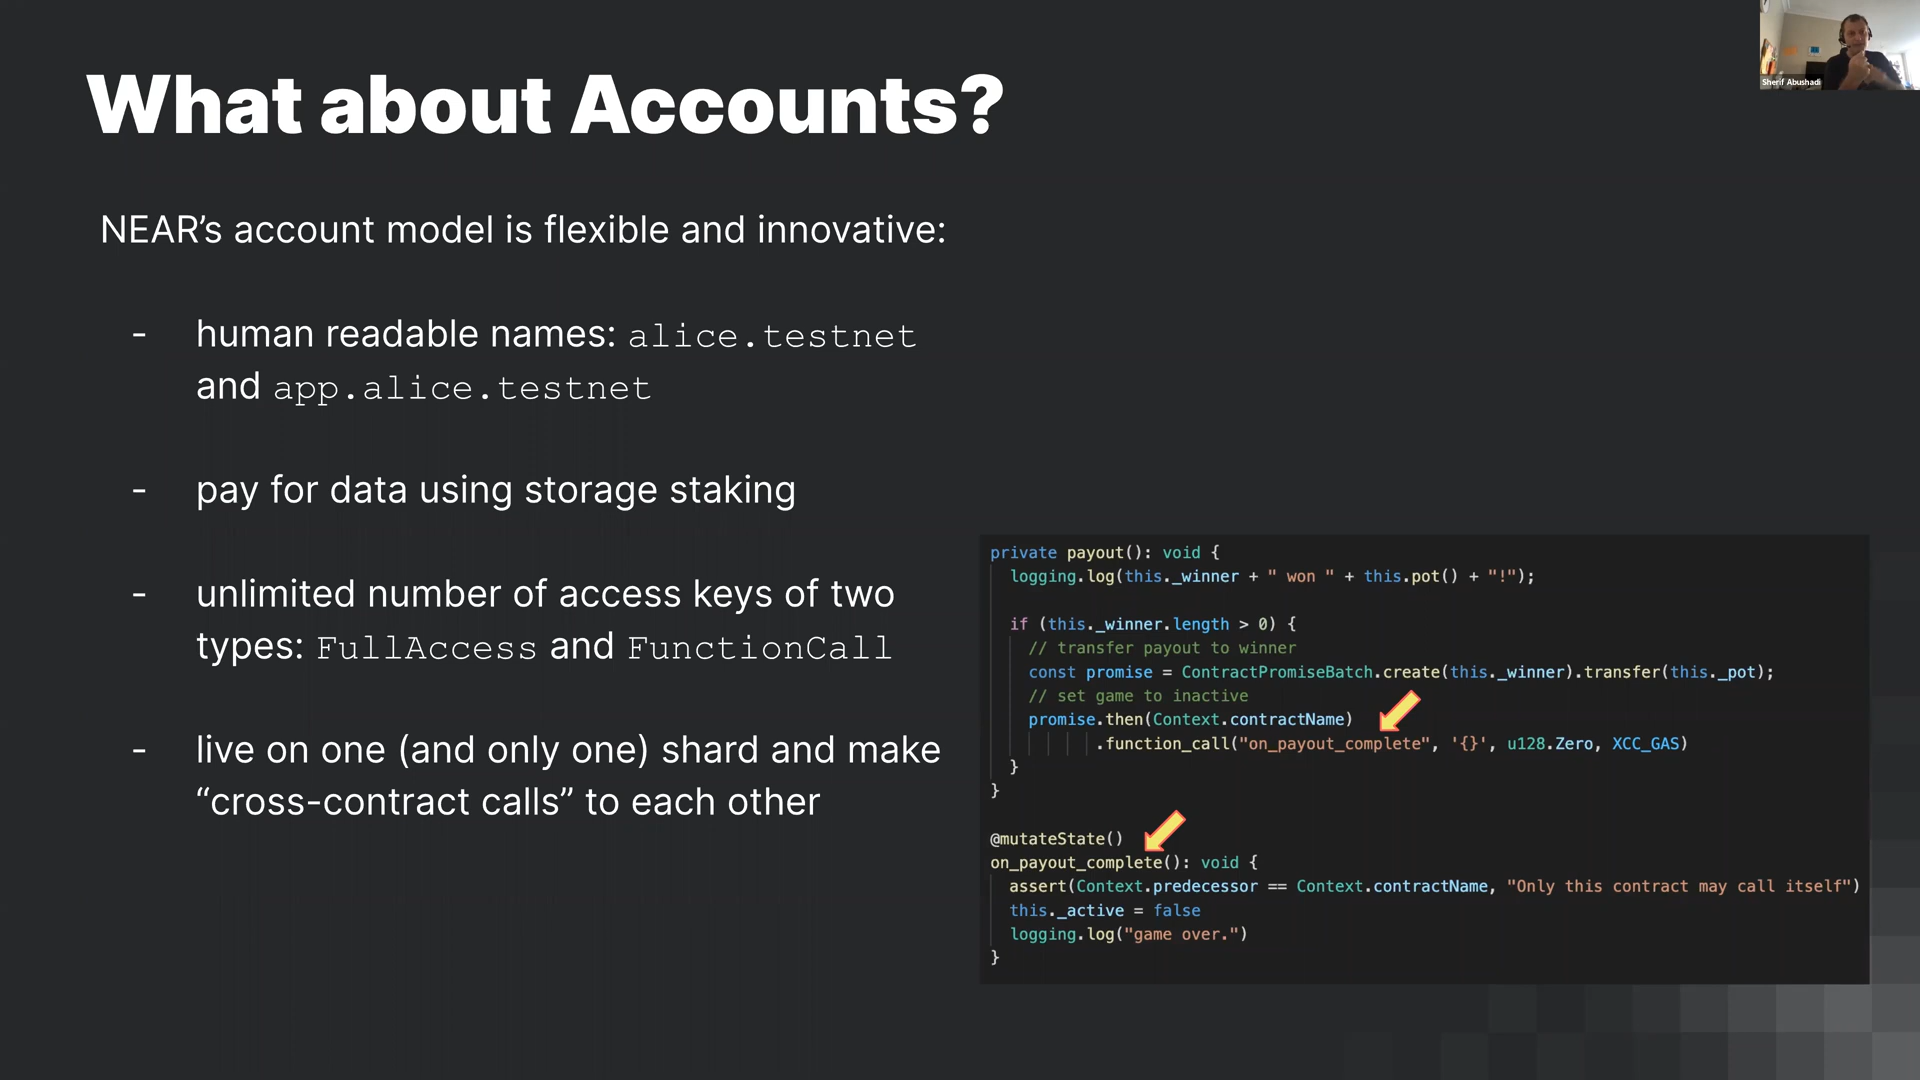 What about Accounts?
Sherif Abushadi
NEAR’s account model is flexible and innovative:
- human readable names: alice.testnet
and app.alice.testnet
- pay for data using storage staking
- unlimited number of access keys of two
types: FullAccess and FunctionCall
- live on one (and only one) shard and make
“cross-contract calls” to each other
private payout(): void {
logging.log(this._winner + " won " + this.pot() + "!");
if (this._winner.length > 0) {
// transfer payout to winner
const promise = ContractPromiseBatch.create(this._winner).transfer(this._pot);
// set game to inactive
promise.then(Context.contractName)
.function_call("on_payout_complete", '{}', u128.Zero, XCC_GAS)
}
}
@mutateState()
on_payout_complete(): void {
assert(Context.predecessor == Context.contractName, "Only this contract may call itself")
this._active = false
logging.log("game over.")
}